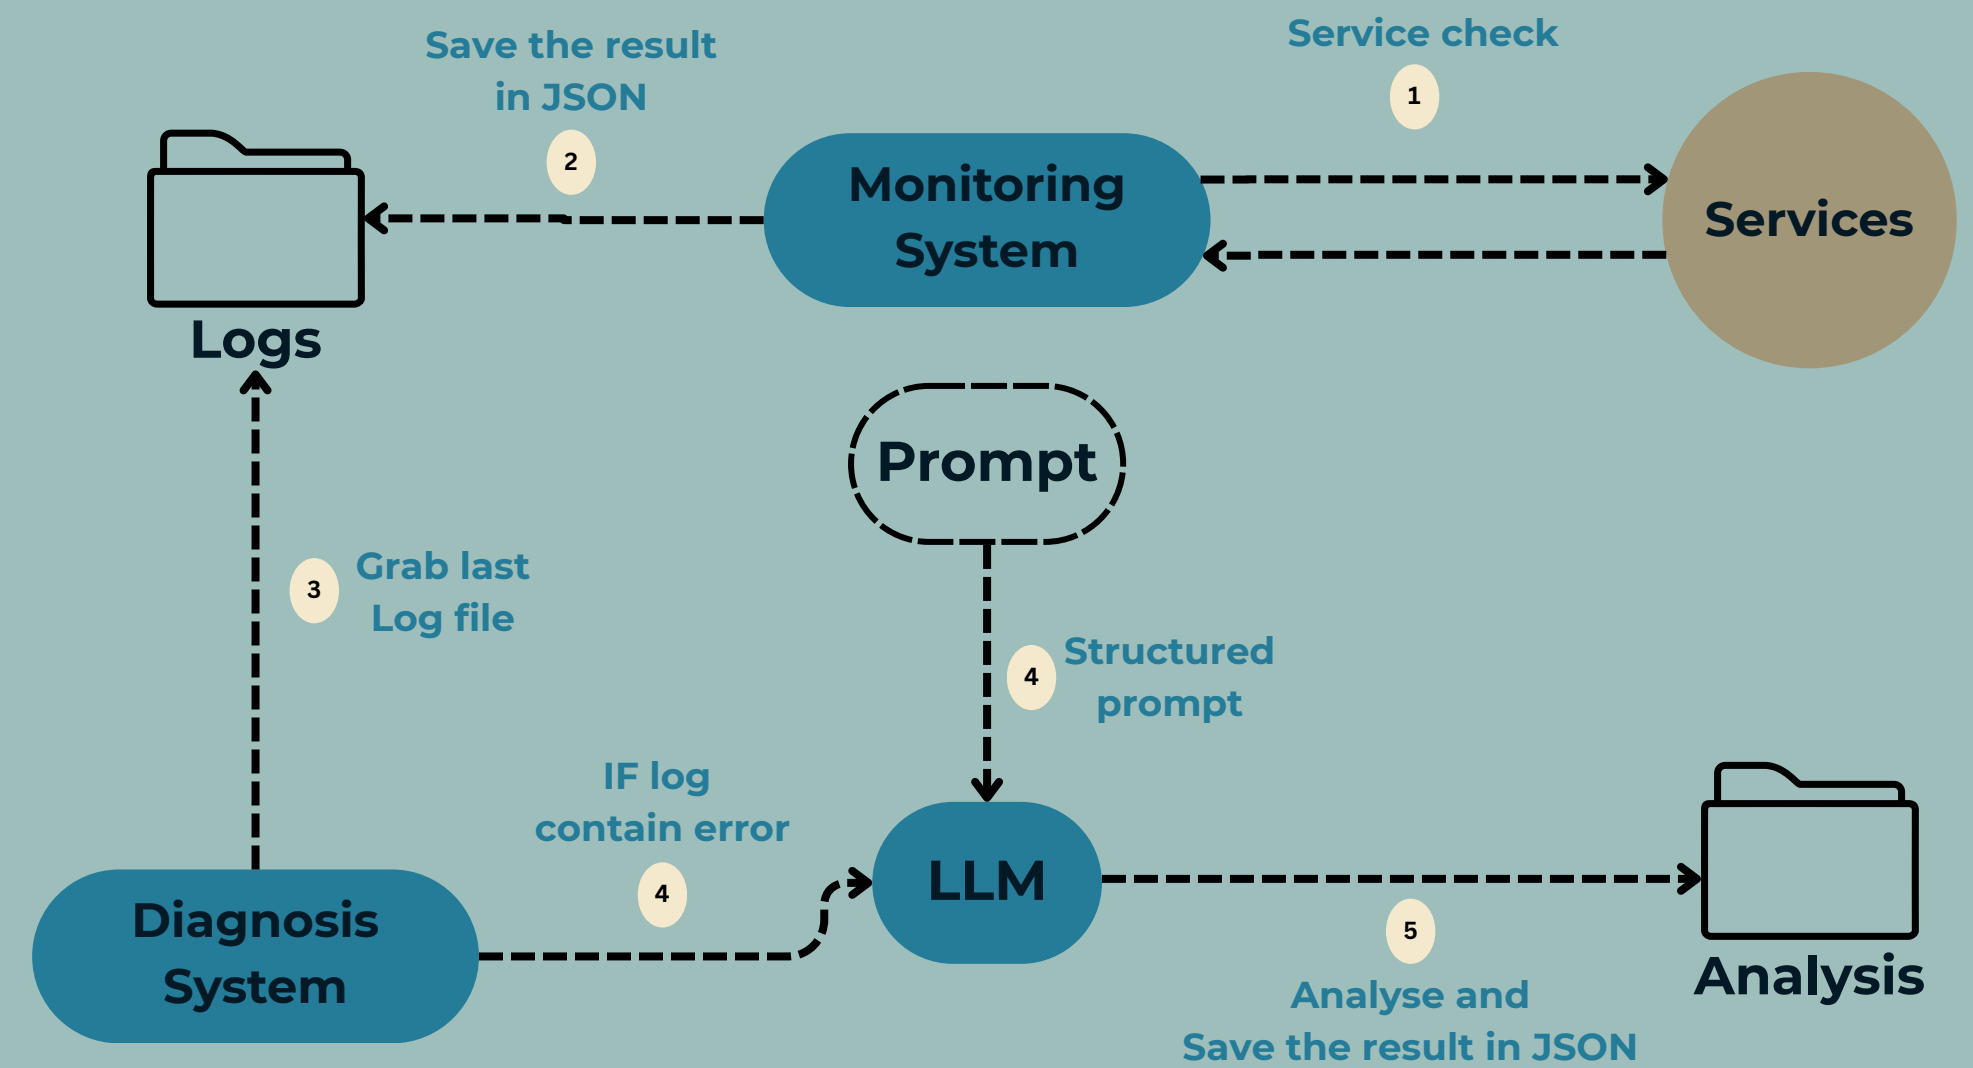 Service check
1
Save the result
in JSON
2
Monitoring
System
Services
Logs
Prompt
3
Grab last
Log file
4
Structured
prompt
IF log
contain error
4
LLM
Diagnosis
System
5
Analyse and
Save the result in JSON
Analysis